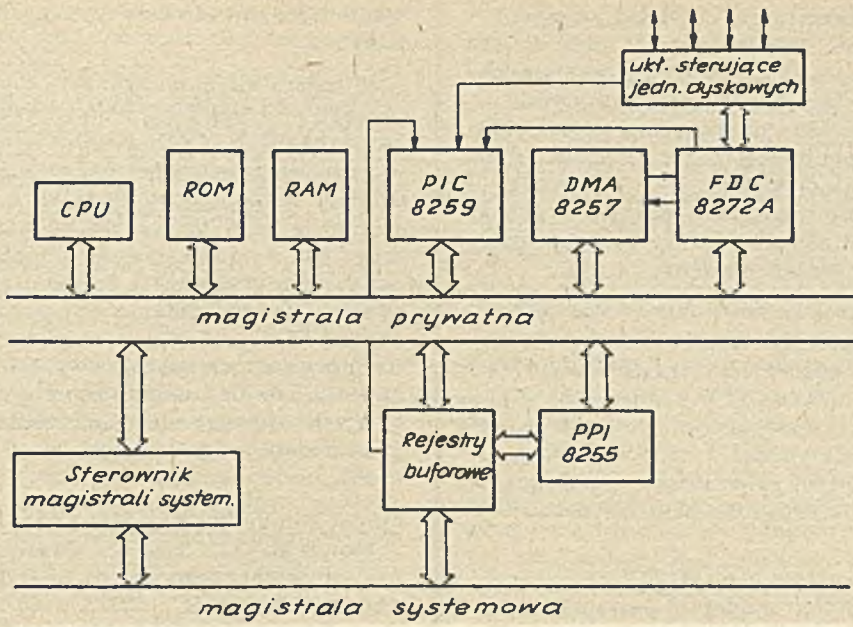 ukł. sterujące
jedn. dyskowych
CPU
ROM
RAM
PIC
8259
DMA
8257
FDC
8272A
magistrala prywatna
Sterownik
magistrali system.
Rejestry
buforowe
PPI
8255
magistrala systemowa